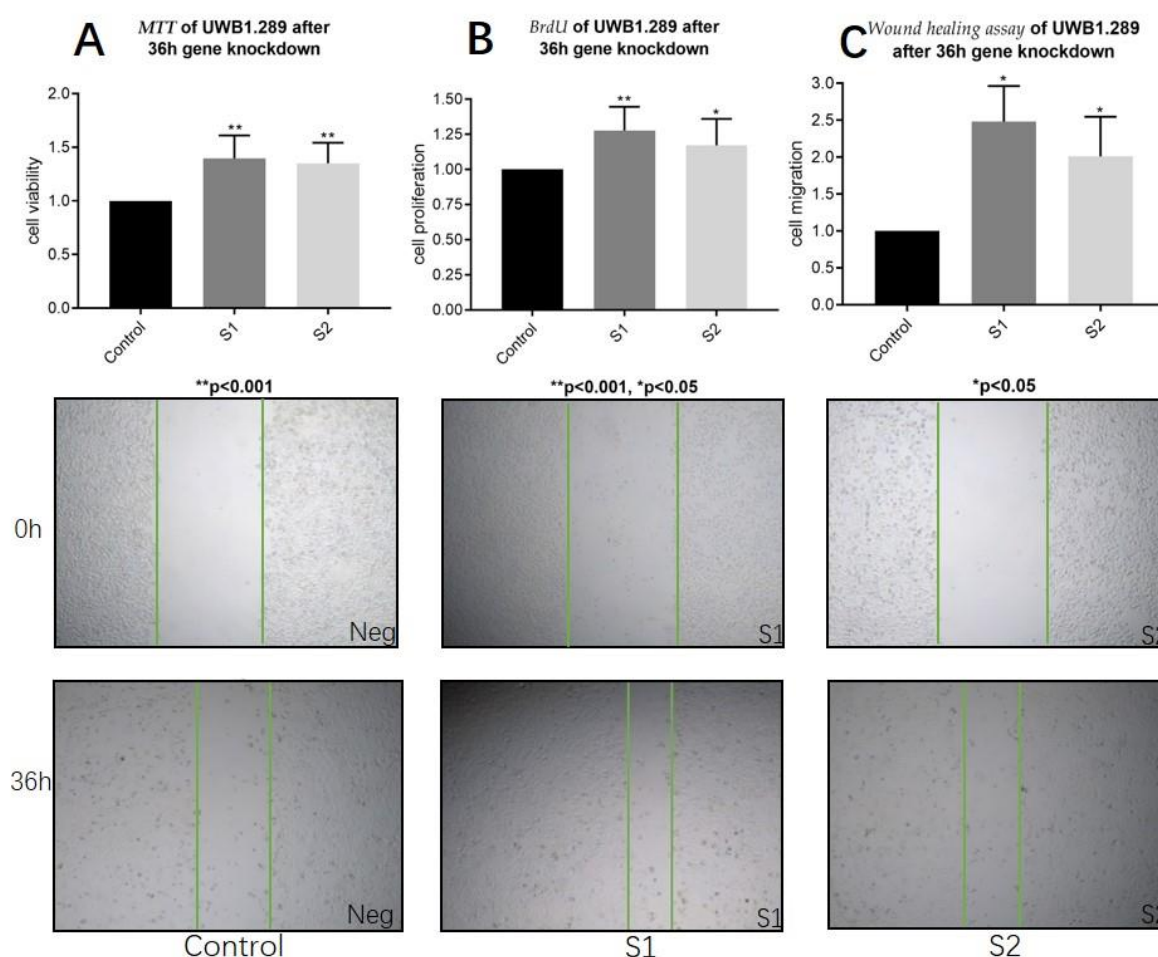 A
MTT of UWB1.289 after
36h gene knockdown
cell viability
2.0
1.5
1.0
0.5
0.0
**
**
Control
S1
S2
**p<0.001
B
BrdU of UWB1.289 after
36h gene knockdown
cell proliferation
1.50
1.25
1.00
0.75
0.50
0.25
0.00
**
*
Control
S1
S2
**p<0.001, *p<0.05
C
Wound healing assay of UWB1.289
after 36h gene knockdown
cell migration
3.0
2.5
2.0
1.5
1.0
0.5
0.0
*
*
Control
S1
S2
*p<0.05
0h
Neg
S1
S2
36h
Neg
S1
S2
Control
S1
S2